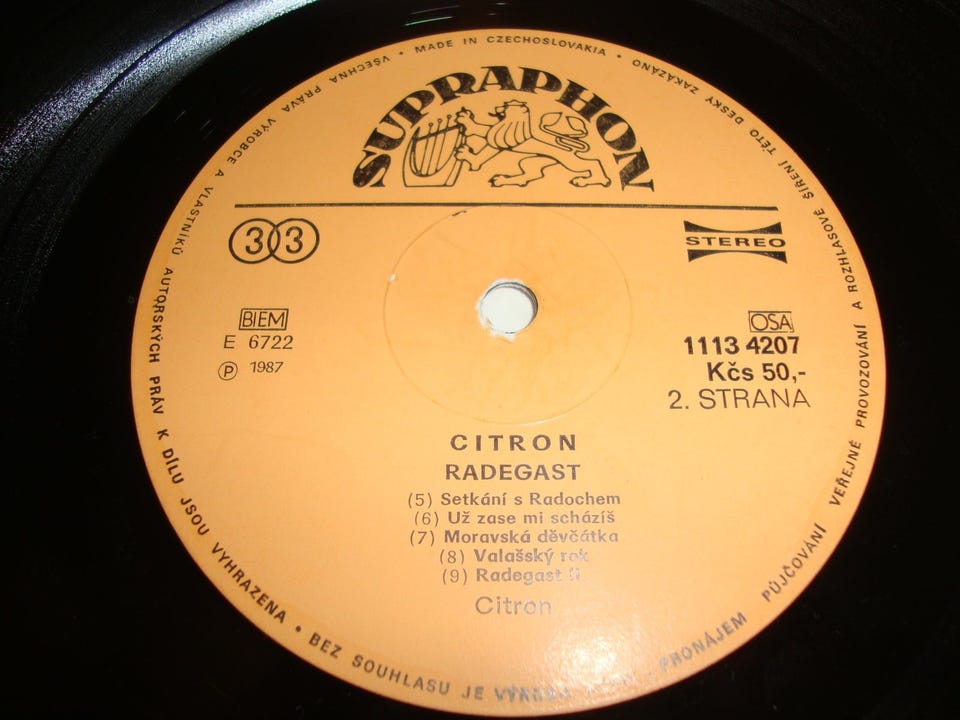 SUPRAPHON
33
STEREO
BIEM
E 6722
Ⓟ 1987
OSA
1113 4207
Kčs 50,-
2. STRANA
CITRON
RADEGAST
(5) Setkání s Radochem
(6) Už zase mi scházíš
(7) Moravská děvčátka
(8) Valašský rok
(9) Radegast II.
Citron
MADE IN CZECHOSLOVAKIA • VŠECHNA PRÁVA VÝROBCE A VLASTNÍKŮ AUTORSKÝCH PRÁV K DÍLU JSOU VYHRAZENA • BEZ SOUHLASU JE PRONÁJEM PŮJČOVÁNÍ VEŘEJNÉ PROVOZOVÁNÍ A ROZHLASOVÉ ŠÍŘENÍ TÉTO DESKY ZAKÁZÁNO •